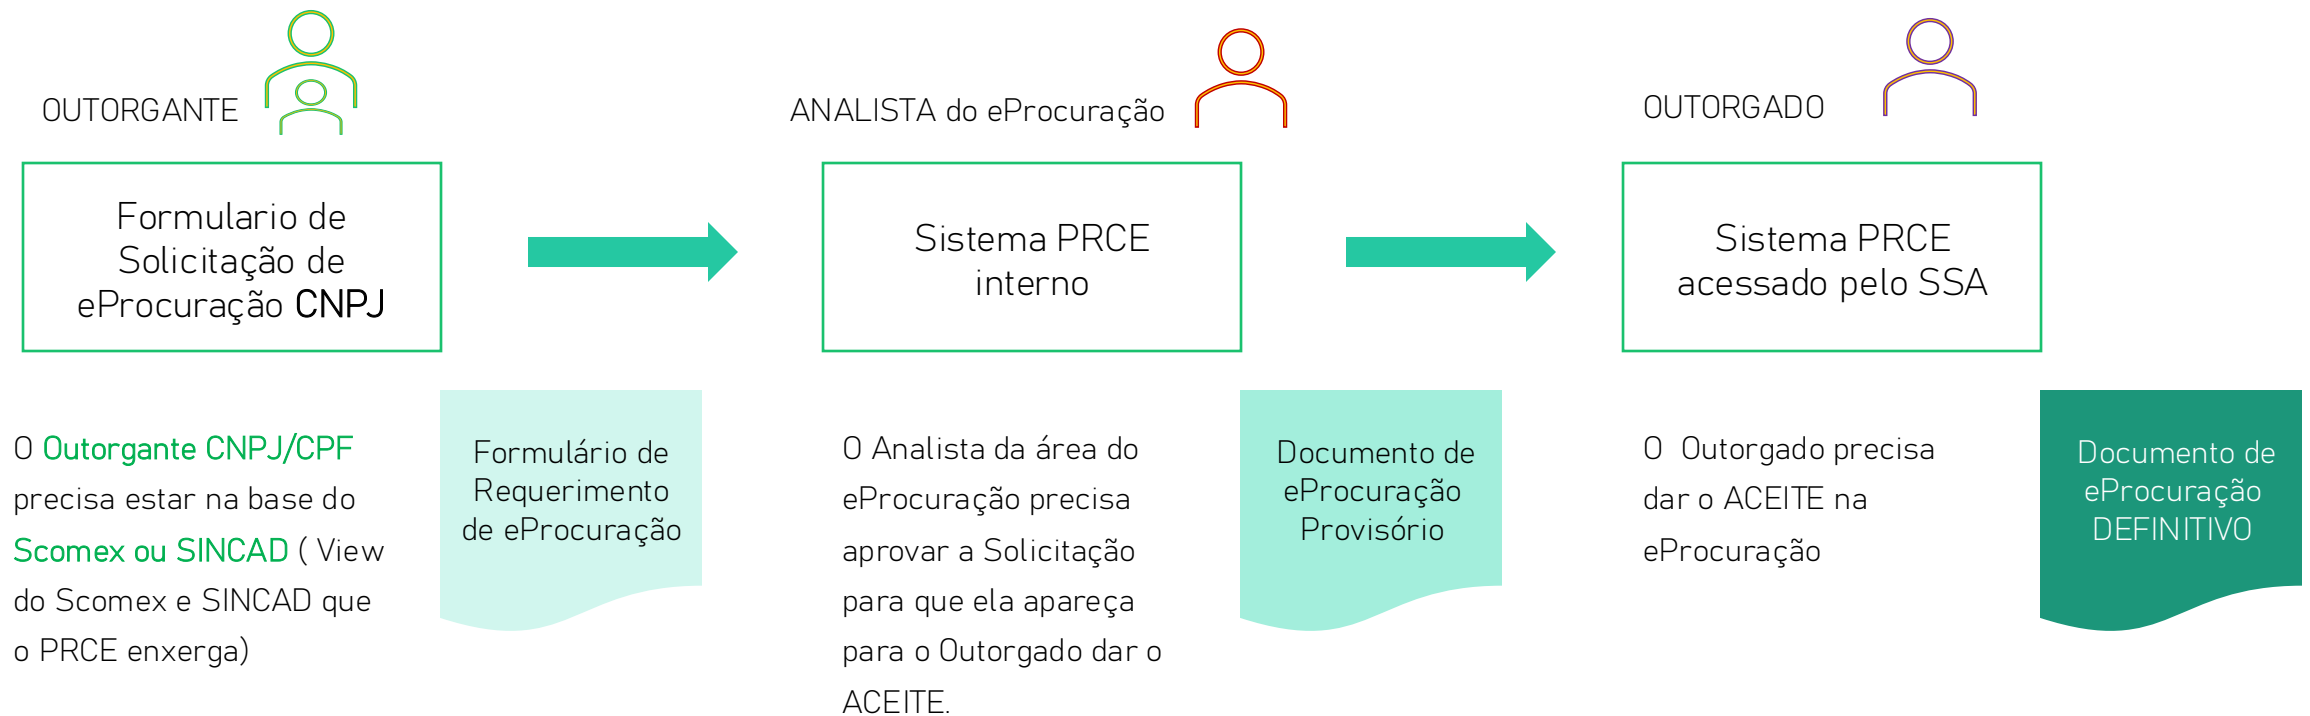 OUTORGANTE
Formulario de
Solicitação de
eProcuração CNPJ
O Outorgante CNPJ/CPF
precisa estar na base do
Scomex ou SINCAD ( View
do Scomex e SINCAD que
o PRCE enxerga)
Formulário de
Requerimento
de eProcuração
ANALISTA do eProcuração
Sistema PRCE
interno
O Analista da área do
eProcuração precisa
aprovar a Solicitação
para que ela apareça
para o Outorgado dar o
ACEITE.
Documento de
eProcuração
Provisório
OUTORGADO
Sistema PRCE
acessado pelo SSA
O  Outorgado precisa
dar o ACEITE na
eProcuração
Documento de
eProcuração
DEFINITIVO